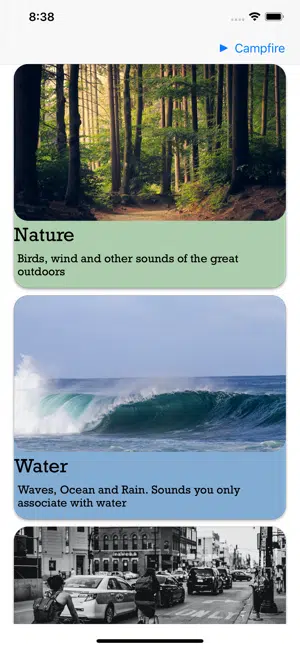 8:38
Campfire
Nature
Birds, wind and other sounds of the great
outdoors
Water
Waves, Ocean and Rain. Sounds you only
associate with water